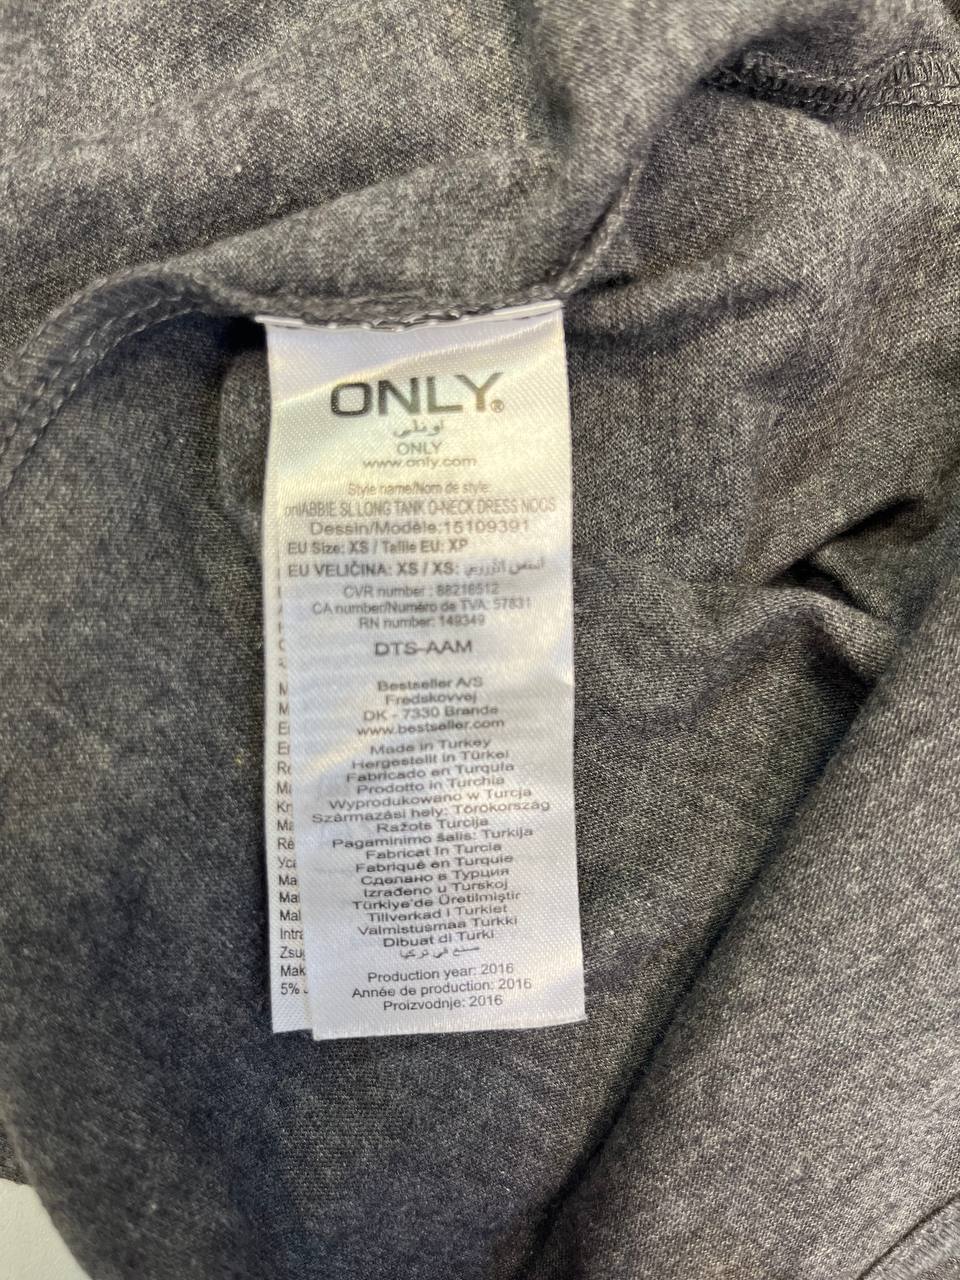 ONLY®
اونلي
ONLY
www.only.com
Style name/Nom de style:
onlABBIE SL LONG TANK O-NECK DRESS NOOS
Dessin/Modèle:15109391
EU Size: XS / Taille EU: XP
EU VELIČINA: XS / XS:
CVR number : 88216512
CA number/Numéro de TVA: 57831
RN number: 149349
DTS-AAM
Bestseller A/S
Fredskovvej
DK - 7330 Brande
www.bestseller.com
Made in Turkey
Hergestellt in Türkei
Fabricado en Turquía
Prodotto in Turchia
Wyprodukowano w Turcja
Származási hely: Törökország
Ražots Turcija
Pagaminimo šalis: Turkija
Fabricat în Turcia
Fabriqué en Turquie
Сделано в Турции
Izrađeno u Turskoj
Türkiye'de Üretilmiştir
Tillverkad i Turkiet
Valmistusmaa Turkki
Dibuat di Turki
صنع في تركيا
Production year: 2016
Année de production: 2016
Proizvodnje: 2016
5%